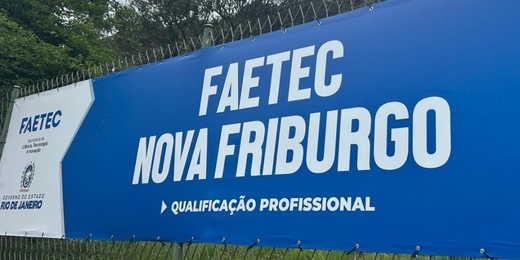 FAETEC
Secretaria de
Ciência, Tecnologia
e Inovação
GOVERNO DO ESTADO
RIO DE JANEIRO
FAETEC
NOVA FRIBURGO
QUALIFICAÇÃO PROFISSIONAL